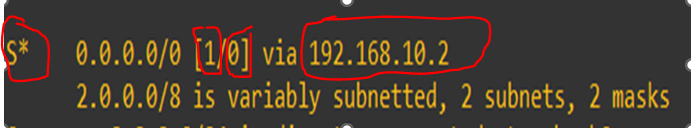 S* 0.0.0.0/0 [1/0] via 192.168.10.2
2.0.0.0/8 is variably subnetted, 2 subnets, 2 masks